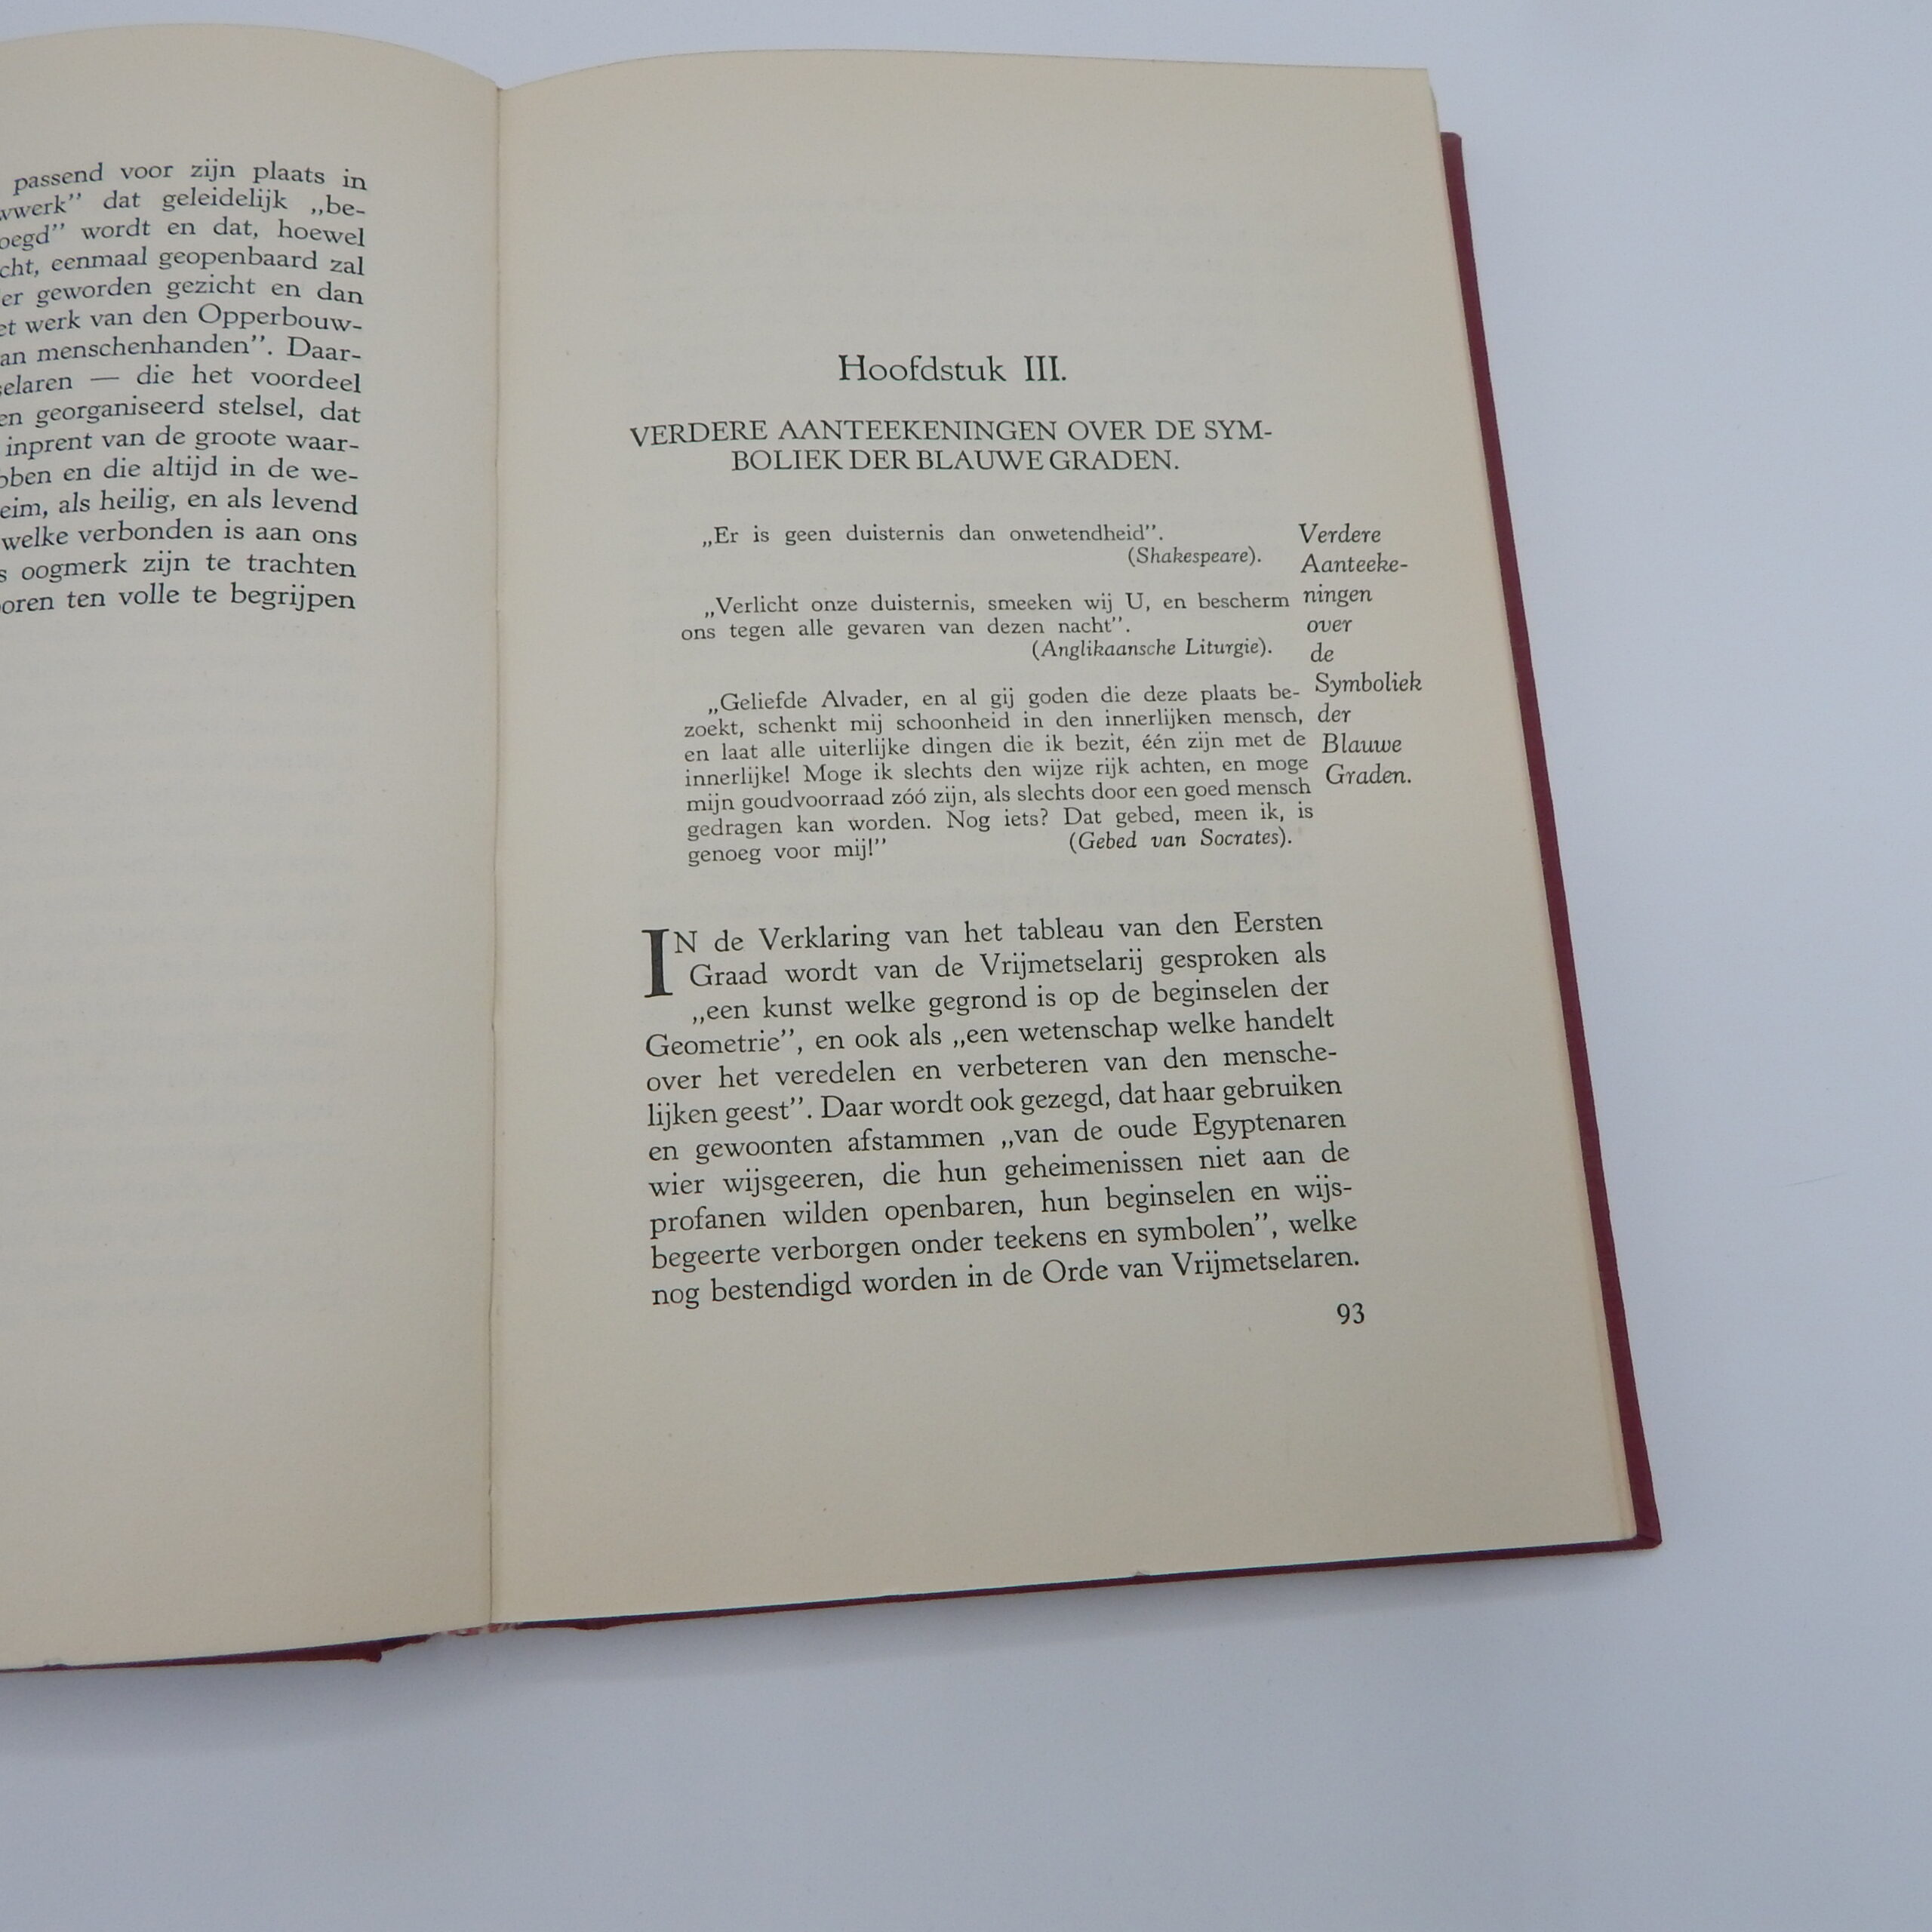 passend voor zijn plaats in
dat geleidelijk „be-
wordt en dat, hoewel
eenmaal geopenbaard zal
geworden gezicht en dan
werk van den Opperbouw-
menschenhanden”. Daar-
— die het voordeel
georganiseerd stelsel, dat
inprent van de groote waar-
en die altijd in de we-
als heilig, en als levend
welke verbonden is aan ons
oogmerk zijn te trachten
ten volle te begrijpen
Hoofdstuk III.
VERDERE AANTEEKENINGEN OVER DE SYM-
BOLIEK DER BLAUWE GRADEN.
„Er is geen duisternis dan onwetendheid”.
(Shakespeare).
„Verlicht onze duisternis, smeeken wij U, en bescherm
ons tegen alle gevaren van dezen nacht”.
(Anglikaansche Liturgie).
„Geliefde Alvader, en al gij goden die deze plaats be-
zoekt, schenkt mij schoonheid in den innerlijken mensch,
en laat alle uiterlijke dingen die ik bezit, één zijn met de
innerlijke! Moge ik slechts den wijze rijk achten, en moge
mijn goudvoorraad zóó zijn, als slechts door een goed mensch
gedragen kan worden. Nog iets? Dat gebed, meen ik, is
genoeg voor mij!” (Gebed van Socrates).
Verdere
Aanteeke-
ningen
over
de
Symboliek
der
Blauwe
Graden.
IN de Verklaring van het tableau van den Eersten
Graad wordt van de Vrijmetselarij gesproken als
„een kunst welke gegrond is op de beginselen der
Geometrie”, en ook als „een wetenschap welke handelt
over het veredelen en verbeteren van den mensche-
lijken geest”. Daar wordt ook gezegd, dat haar gebruiken
en gewoonten afstammen „van de oude Egyptenaren
wier wijsgeeren, die hun geheimenissen niet aan de
profanen wilden openbaren, hun beginselen en wijs-
begeerte verborgen onder teekens en symbolen”, welke
nog bestendigd worden in de Orde van Vrijmetselaren.
93